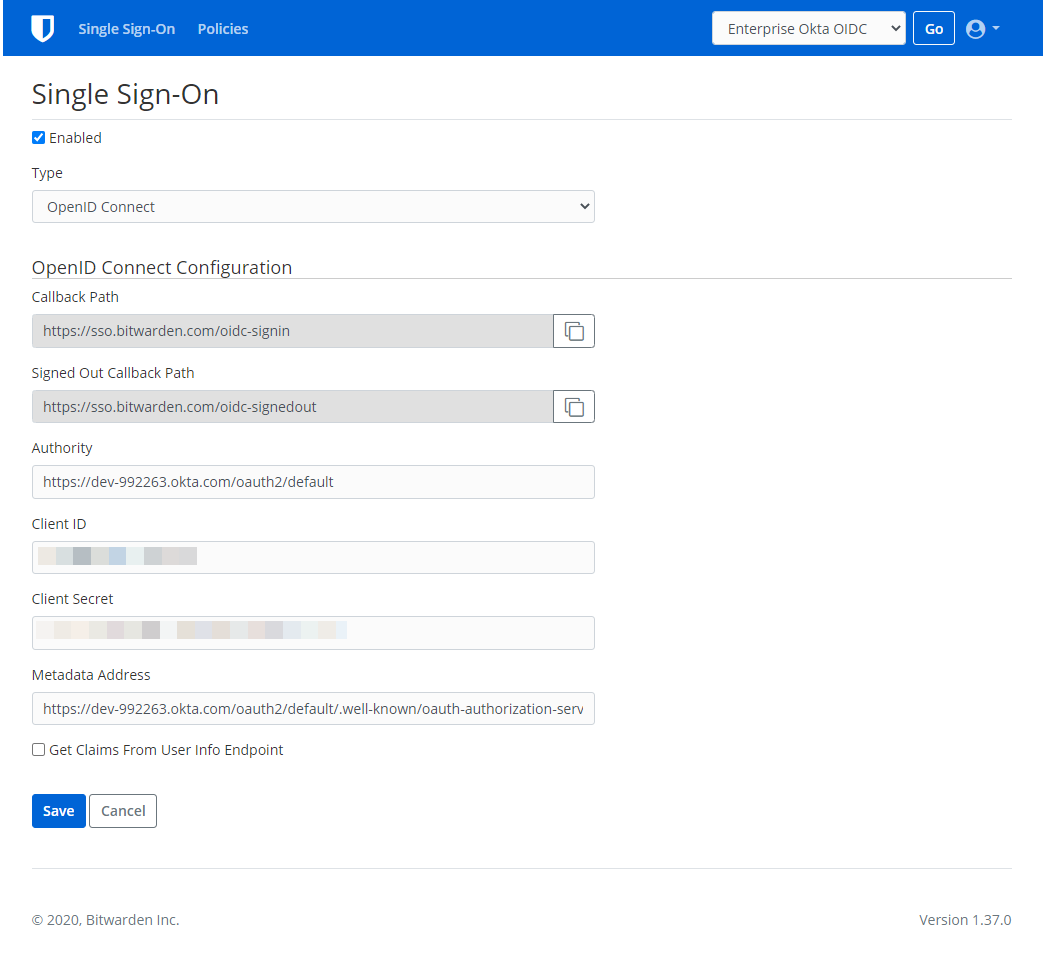 Single Sign-On Policies Enterprise Okta OIDC Go
Single Sign-On
Enabled
Type
OpenID Connect
OpenID Connect Configuration
Callback Path
https://sso.bitwarden.com/oidc-signin
Signed Out Callback Path
https://sso.bitwarden.com/oidc-signedout
Authority
https://dev-992263.okta.com/oauth2/default
Client ID
Client Secret
Metadata Address
https://dev-992263.okta.com/oauth2/default/.well-known/oauth-authorization-serv
Get Claims From User Info Endpoint
Save Cancel
© 2020, Bitwarden Inc. Version 1.37.0